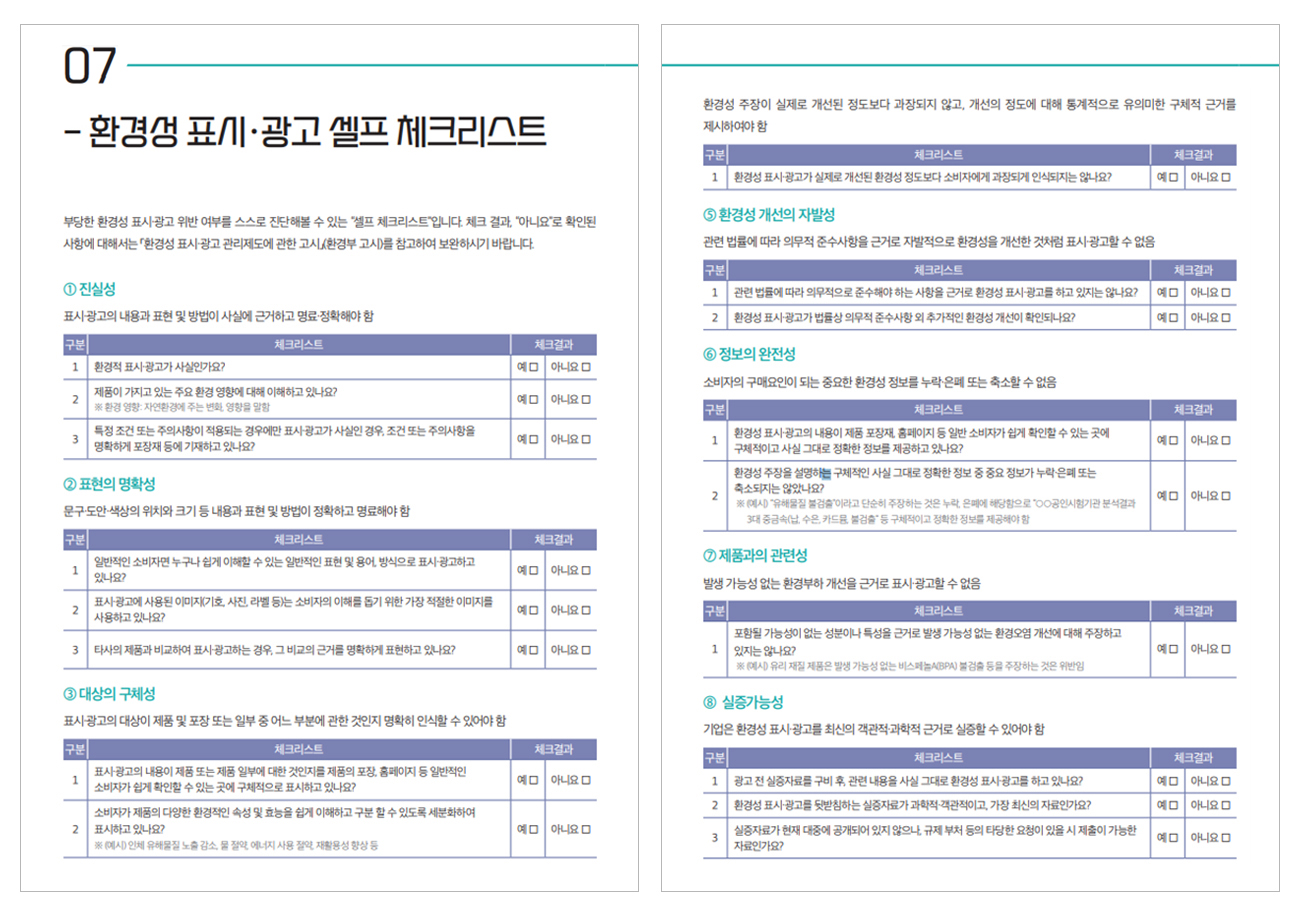 07
- 환경성 표시·광고 셀프 체크리스트
부당한 환경성 표시·광고 위반 여부를 스스로 진단해볼 수 있는 "셀프 체크리스트"입니다. 체크 결과, "아니요"로 확인된
사항에 대해서는 「환경성 표시·광고 관리제도에 관한 고시」(환경부 고시)를 참고하여 보완하시기 바랍니다.
① 진실성
표시·광고의 내용과 표현 및 방법이 사실에 근거하고 명료·정확해야 함
구분 체크리스트 체크결과
1 환경적 표시·광고가 사실인가요? 예 □ 아니요 □
2 제품이 가지고 있는 주요 환경 영향에 대해 이해하고 있나요? 예 □ 아니요 □
※ 환경 영향: 자연환경에 주는 변화, 영향을 말함
3 특정 조건 또는 주의사항이 적용되는 경우에만 표시·광고가 사실인 경우, 조건 또는 주의사항을 예 □ 아니요 □
명확하게 포장재 등에 기재하고 있나요?
② 표현의 명확성
문구·도안·색상의 위치와 크기 등 내용과 표현 및 방법이 정확하고 명료해야 함
구분 체크리스트 체크결과
1 일반적인 소비자면 누구나 쉽게 이해할 수 있는 일반적인 표현 및 용어, 방식으로 표시·광고하고 예 □ 아니요 □
있나요?
2 표시·광고에 사용된 이미지(기호, 사진, 라벨 등)는 소비자의 이해를 돕기 위한 가장 적절한 이미지를 예 □ 아니요 □
사용하고 있나요?
3 타사의 제품과 비교하여 표시·광고하는 경우, 그 비교의 근거를 명확하게 표현하고 있나요? 예 □ 아니요 □
③ 대상의 구체성
표시·광고의 대상이 제품 및 포장 또는 일부 중 어느 부분에 관한 것인지 명확히 인식할 수 있어야 함
구분 체크리스트 체크결과
1 표시·광고의 내용이 제품 또는 제품 일부에 대한 것인지를 제품의 포장, 홈페이지 등 일반적인 예 □ 아니요 □
소비자가 쉽게 확인할 수 있는 곳에 구체적으로 표시하고 있나요?
2 소비자가 제품의 다양한 환경적인 속성 및 효능을 쉽게 이해하고 구분 할 수 있도록 세분화하여 예 □ 아니요 □
표시하고 있나요?
※ (예시) 인체 유해물질 노출 감소, 물 절약, 에너지 사용 절약, 재활용성 향상 등
환경성 주장이 실제로 개선된 정도보다 과장되지 않고, 개선의 정도에 대해 통계적으로 유의미한 구체적 근거를
제시하여야 함
구분 체크리스트 체크결과
1 환경성 표시·광고가 실제로 개선된 환경성 정도보다 소비자에게 과장되게 인식되지는 않나요? 예 □ 아니요 □
⑤ 환경성 개선의 자발성
관련 법률에 따라 의무적 준수사항을 근거로 자발적으로 환경성을 개선한 것처럼 표시·광고할 수 없음
구분 체크리스트 체크결과
1 관련 법률에 따라 의무적으로 준수해야 하는 사항을 근거로 환경성 표시·광고를 하고 있지는 않나요? 예 □ 아니요 □
2 환경성 표시·광고가 법률상 의무적 준수사항 외 추가적인 환경성 개선이 확인되나요? 예 □ 아니요 □
⑥ 정보의 완전성
소비자의 구매요인이 되는 중요한 환경성 정보를 누락·은폐 또는 축소할 수 없음
구분 체크리스트 체크결과
1 환경성 표시·광고의 내용이 제품 포장재, 홈페이지 등 일반 소비자가 쉽게 확인할 수 있는 곳에 예 □ 아니요 □
구체적이고 사실 그대로 정확한 정보를 제공하고 있나요?
2 환경성 주장을 설명하는 구체적인 사실 그대로 정확한 정보 중 중요 정보가 누락·은폐 또는 예 □ 아니요 □
축소되지는 않았나요?
※ (예시) "유해물질 불검출"이라고 단순히 주장하는 것은 누락, 은폐에 해당함으로 "○○공인시험기관 분석결과
3대 중금속(납, 수은, 카드뮴, 불검출" 등 구체적이고 정확한 정보를 제공해야 함
⑦ 제품과의 관련성
발생 가능성 없는 환경부하 개선을 근거로 표시·광고할 수 없음
구분 체크리스트 체크결과
1 포함될 가능성이 없는 성분이나 특성을 근거로 발생 가능성 없는 환경오염 개선에 대해 주장하고 예 □ 아니요 □
있지는 않나요?
※ (예시) 유리 재질 제품은 발생 가능성 없는 비스페놀A(BPA) 불검출 등을 주장하는 것은 위반임
⑧ 실증가능성
기업은 환경성 표시·광고를 최신의 객관적·과학적 근거로 실증할 수 있어야 함
구분 체크리스트 체크결과
1 광고 전 실증자료를 구비 후, 관련 내용을 사실 그대로 환경성 표시·광고를 하고 있나요? 예 □ 아니요 □
2 환경성 표시·광고를 뒷받침하는 실증자료가 과학적·객관적이고, 가장 최신의 자료인가요? 예 □ 아니요 □
3 실증자료가 현재 대중에 공개되어 있지 않으나, 규제 부처 등의 타당한 요청이 있을 시 제출이 가능한 예 □ 아니요 □
자료인가요?